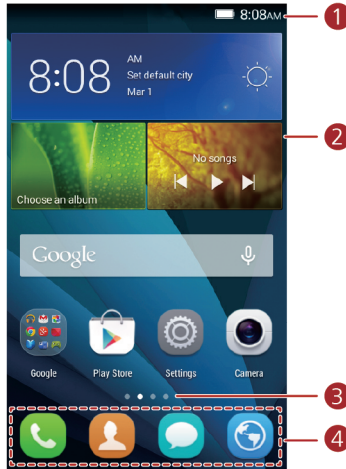 8:08AM
1
8:08
AM
Set default city
Mar 1
No songs
2
Choose an album
Google
Google
Play Store
Settings
Camera
3
4